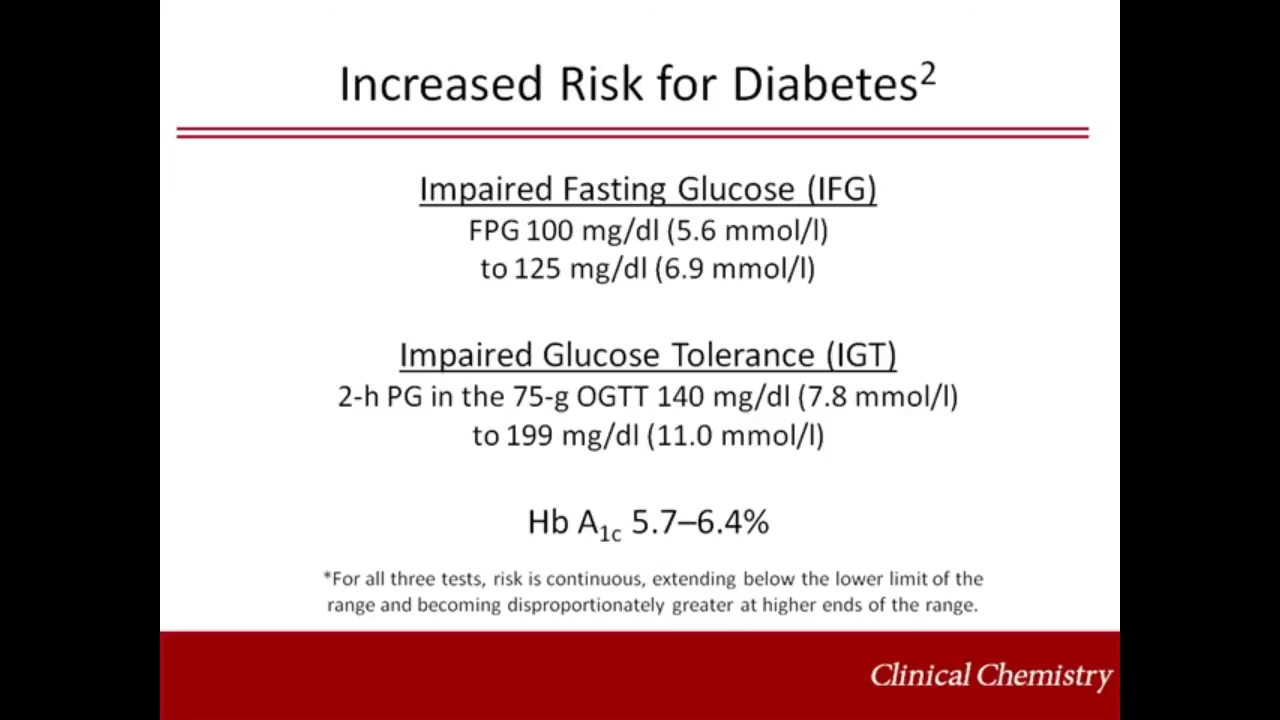 Increased Risk for Diabetes²
Impaired Fasting Glucose (IFG)
FPG 100 mg/dl (5.6 mmol/l)
to 125 mg/dl (6.9 mmol/l)
Impaired Glucose Tolerance (IGT)
2-h PG in the 75-g OGTT 140 mg/dl (7.8 mmol/l)
to 199 mg/dl (11.0 mmol/l)
Hb A1c 5.7–6.4%
*For all three tests, risk is continuous, extending below the lower limit of the
range and becoming disproportionately greater at higher ends of the range.
Clinical Chemistry